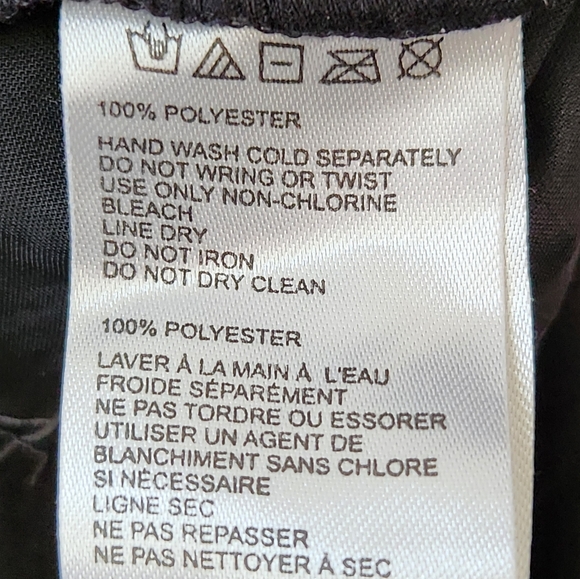 100% POLYESTER
HAND WASH COLD SEPARATELY
DO NOT WRING OR TWIST
USE ONLY NON-CHLORINE
BLEACH
LINE DRY
DO NOT IRON
DO NOT DRY CLEAN
100% POLYESTER
LAVER À LA MAIN À L'EAU
FROIDE SÉPARÉMENT
NE PAS TORDRE OU ESSORER
UTILISER UN AGENT DE
BLANCHIMENT SANS CHLORE
SI NÉCESSAIRE
LIGNE SEC
NE PAS REPASSER
NE PAS NETTOYER À SEC